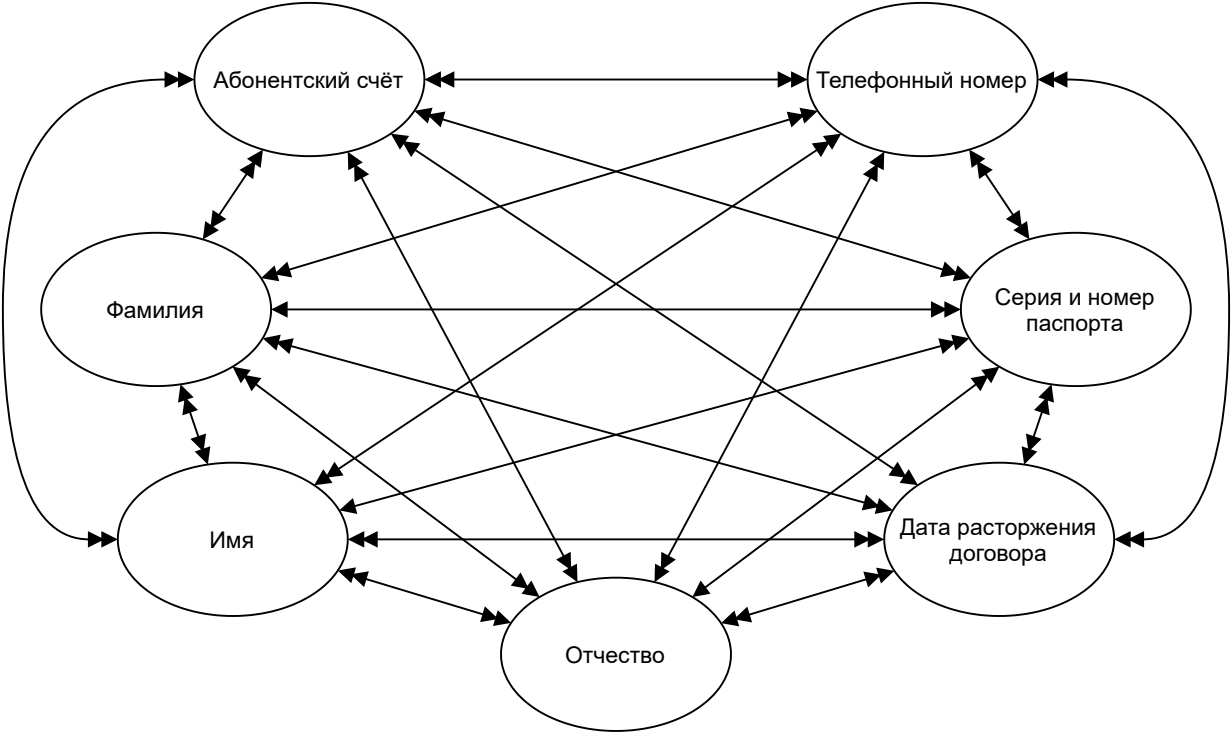 Абонентский счёт
Телефонный номер
Фамилия
Серия и номер
паспорта
Имя
Дата расторжения
договора
Отчество